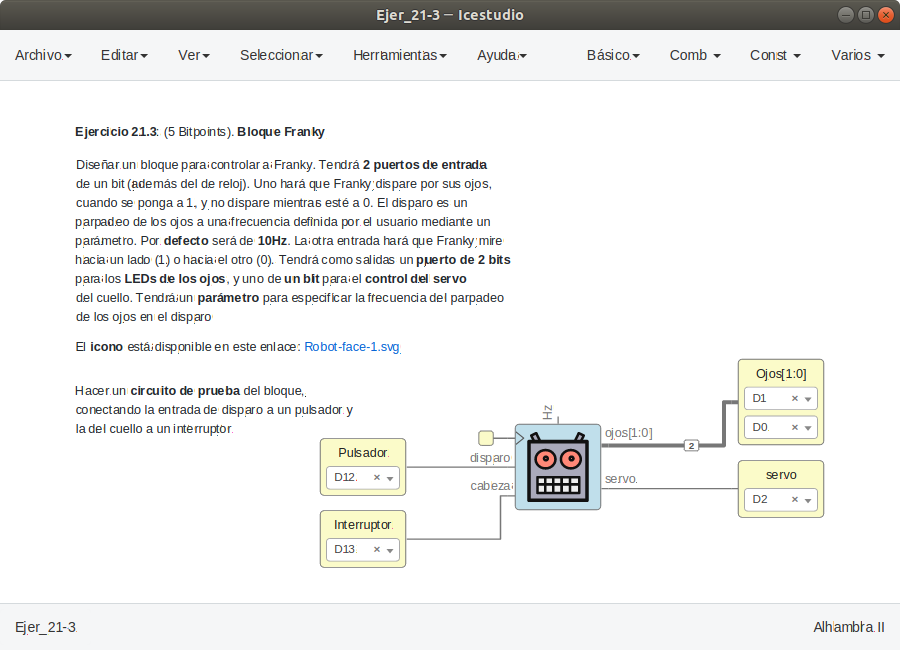 Ejer_21-3 — Icestudio
Archivo Editar Ver Seleccionar Herramientas Ayuda Básico Comb Const Varios
Ejercicio 21.3: (5 Bitpoints). Bloque Franky
Diseñar un bloque para controlar a Franky. Tendrá 2 puertos de entrada
de un bit (además del de reloj). Uno hará que Franky dispare por sus ojos,
cuando se ponga a 1, y no dispare mientras esté a 0. El disparo es un
parpadeo de los ojos a una frecuencia definida por el usuario mediante un
parámetro. Por defecto será de 10Hz. La otra entrada hará que Franky mire
hacia un lado (1) o hacia el otro (0). Tendrá como salidas un puerto de 2 bits
para los LEDs de los ojos, y uno de un bit para el control del servo
del cuello. Tendrá un parámetro para especificar la frecuencia del parpadeo
de los ojos en el disparo
El icono está disponible en este enlace: Robot-face-1.svg
Hacer un circuito de prueba del bloque,
conectando la entrada de disparo a un pulsador y
la del cuello a un interruptor.
Pulsador
D12
Interruptor
D13
Hz
disparo
cabeza
ojos[1:0]
servo
2
Ojos[1:0]
D1
D0
servo
D2
Ejer_21-3
Alhambra II